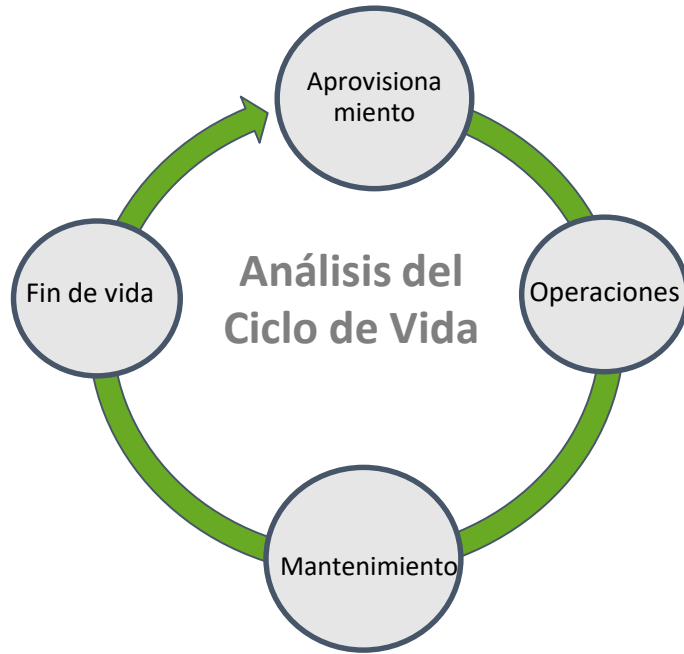 Aprovisiona
miento
Análisis del
Ciclo de Vida
Fin de vida
Operaciones
Mantenimiento